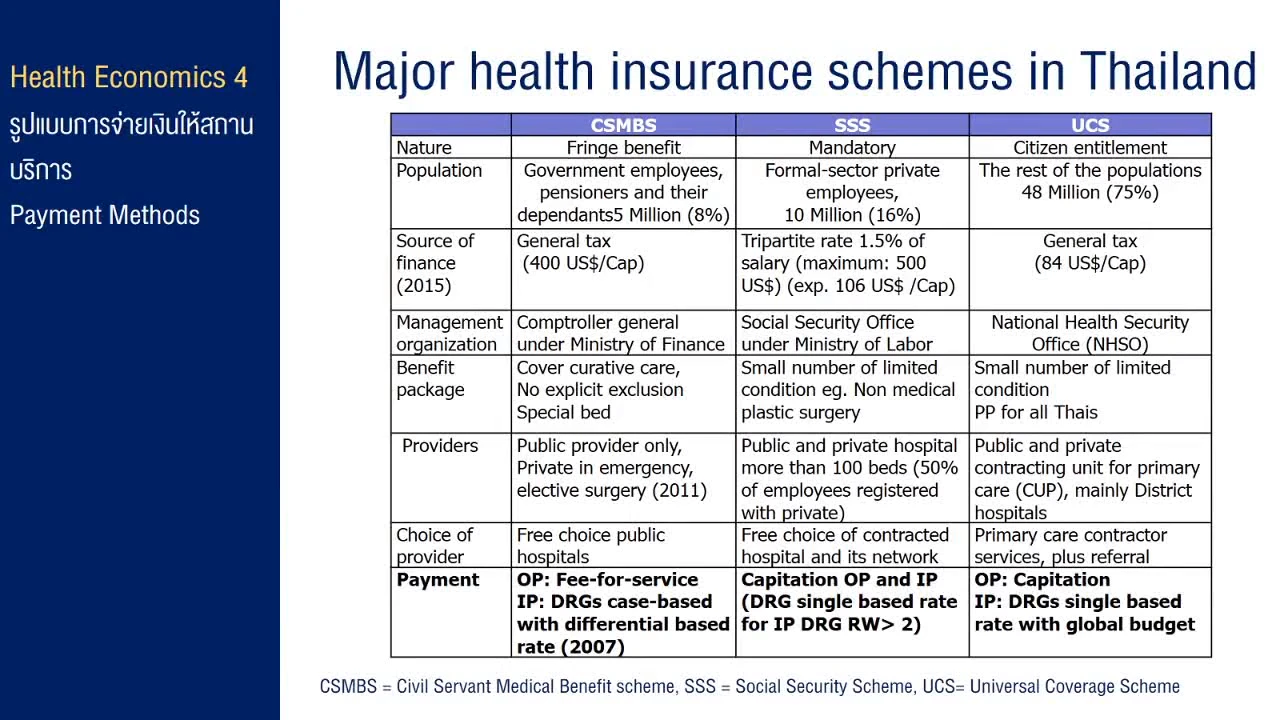 Health Economics 4
รูปแบบการจ่ายเงินให้สถาน
บริการ
Payment Methods
Major health insurance schemes in Thailand
CSMBS SSS UCS
Nature Fringe benefit Mandatory Citizen entitlement
Population Government employees, Formal-sector private The rest of the populations
pensioners and their employees, 48 Million (75%)
dependants5 Million (8%) 10 Million (16%)
Source of General tax Tripartite rate 1.5% of General tax
finance (400 US$/Cap) salary (maximum: 500 (84 US$/Cap)
(2015) US$) (exp. 106 US$ /Cap)
Management Comptroller general Social Security Office National Health Security
organization under Ministry of Finance under Ministry of Labor Office (NHSO)
Benefit Cover curative care, Small number of limited Small number of limited
package No explicit exclusion condition eg. Non medical condition
Special bed plastic surgery PP for all Thais
Providers Public provider only, Public and private hospital Public and private
Private in emergency, more than 100 beds (50% contracting unit for primary
elective surgery (2011) of employees registered care (CUP), mainly District
with private) hospitals
Choice of Free choice public Free choice of contracted Primary care contractor
provider hospitals hospital and its network services, plus referral
Payment OP: Fee-for-service Capitation OP and IP OP: Capitation
IP: DRGs case-based (DRG single based rate IP: DRGs single based
with differential based for IP DRG RW> 2) rate with global budget
rate (2007)
CSMBS = Civil Servant Medical Benefit scheme, SSS = Social Security Scheme, UCS= Universal Coverage Scheme